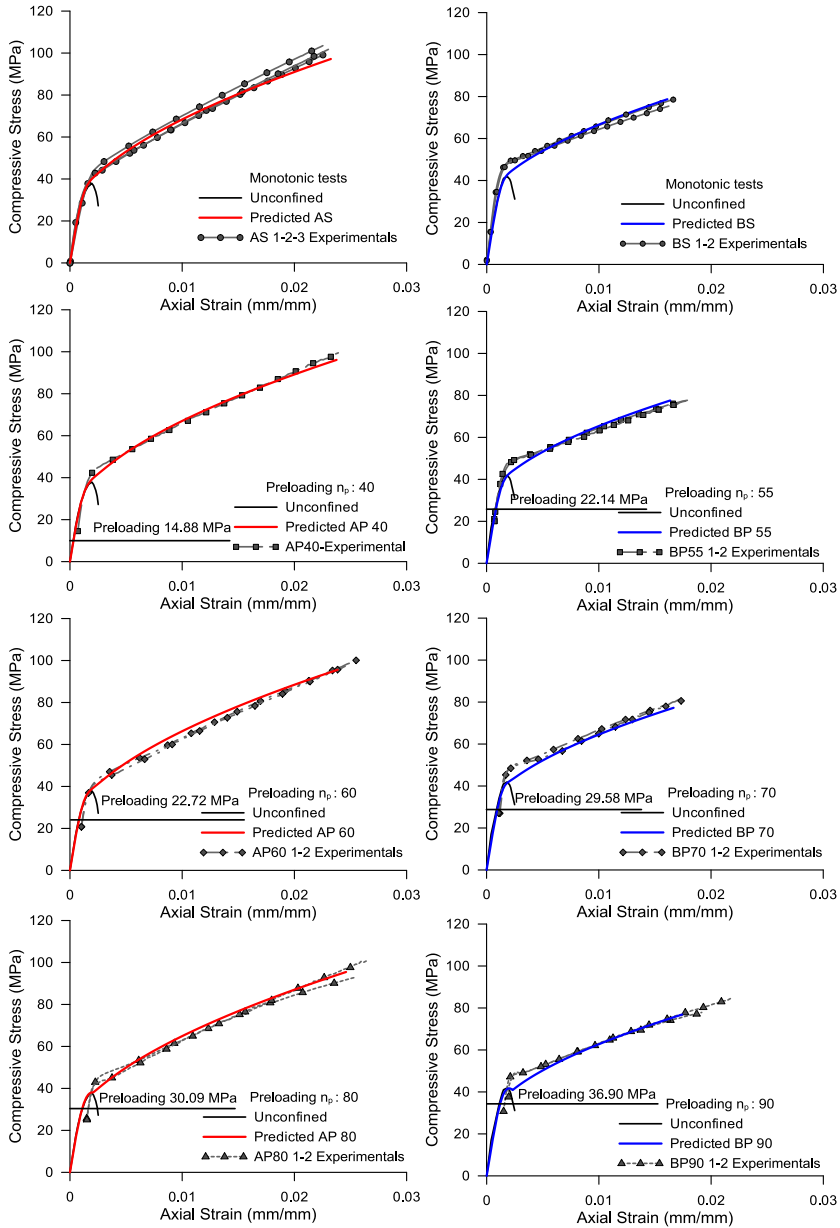 120
100
80
60
40
20
0
Compressive Stress (MPa)
Monotonic tests
Unconfined
Predicted AS
AS 1-2-3 Experimentals
0 0.01 0.02 0.03
Axial Strain (mm/mm)
120
100
80
60
40
20
0
Compressive Stress (MPa)
Monotonic tests
Unconfined
Predicted BS
BS 1-2 Experimentals
0 0.01 0.02 0.03
Axial Strain (mm/mm)
120
100
80
60
40
20
0
Compressive Stress (MPa)
Preloading 14.88 MPa
Preloading np: 40
Unconfined
Predicted AP 40
AP40-Experimental
0 0.01 0.02 0.03
Axial Strain (mm/mm)
120
100
80
60
40
20
0
Compressive Stress (MPa)
Preloading 22.14 MPa
Preloading np: 55
Unconfined
Predicted BP 55
BP55 1-2 Experimentals
0 0.01 0.02 0.03
Axial Strain (mm/mm)
120
100
80
60
40
20
0
Compressive Stress (MPa)
Preloading 22.72 MPa
Preloading np: 60
Unconfined
Predicted AP 60
AP60 1-2 Experimentals
0 0.01 0.02 0.03
Axial Strain (mm/mm)
120
100
80
60
40
20
0
Compressive Stress (MPa)
Preloading 29.58 MPa
Preloading np: 70
Unconfined
Predicted BP 70
BP70 1-2 Experimentals
0 0.01 0.02 0.03
Axial Strain (mm/mm)
120
100
80
60
40
20
0
Compressive Stress (MPa)
Preloading 30.09 MPa
Preloading np: 80
Unconfined
Predicted AP 80
AP80 1-2 Experimentals
0 0.01 0.02 0.03
Axial Strain (mm/mm)
120
100
80
60
40
20
0
Compressive Stress (MPa)
Preloading 36.90 MPa
Preloading np: 90
Unconfined
Predicted BP 90
BP90 1-2 Experimentals
0 0.01 0.02 0.03
Axial Strain (mm/mm)